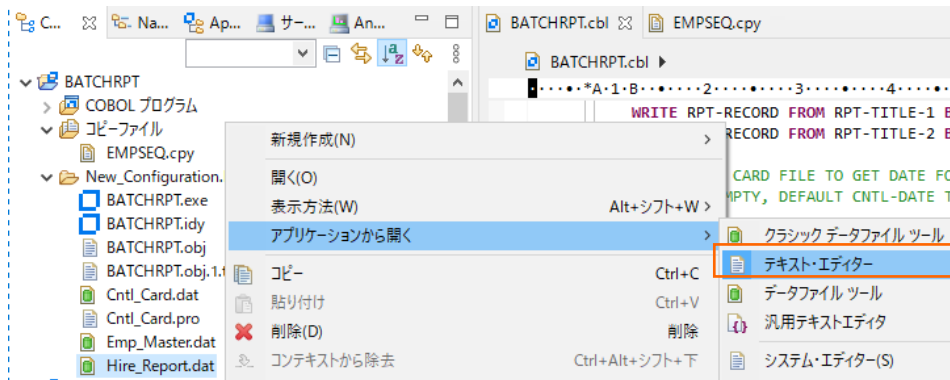 C... Na... Ap... サー... An...
BATCHRPT.cbl EMPSEQ.cpy
BATCHRPT.cbl
BATCHRPT
COBOL プログラム
コピーファイル
EMPSEQ.cpy
New_Configuration.
BATCHRPT.exe
BATCHRPT.idy
BATCHRPT.obj
BATCHRPT.obj.1.
Cntl_Card.dat
Cntl_Card.pro
Emp_Master.dat
Hire_Report.dat
*A·1·B··•····2····•····3····•····4····•·
WRITE RPT-RECORD FROM RPT-TITLE-1
RECORD FROM RPT-TITLE-2
CARD FILE TO GET DATE
MPTY, DEFAULT CNTL-DATE
新規作成(N)
開く(O)
表示方法(W) Alt+シフト+W
アプリケーションから開く
コピー Ctrl+C
貼り付け Ctrl+V
削除(D) 削除
コンテキストから除去 Ctrl+Alt+シフト+下
クラシック データファイル ツール
テキスト・エディター
データファイル ツール
汎用テキストエディタ
システム・エディター(S)